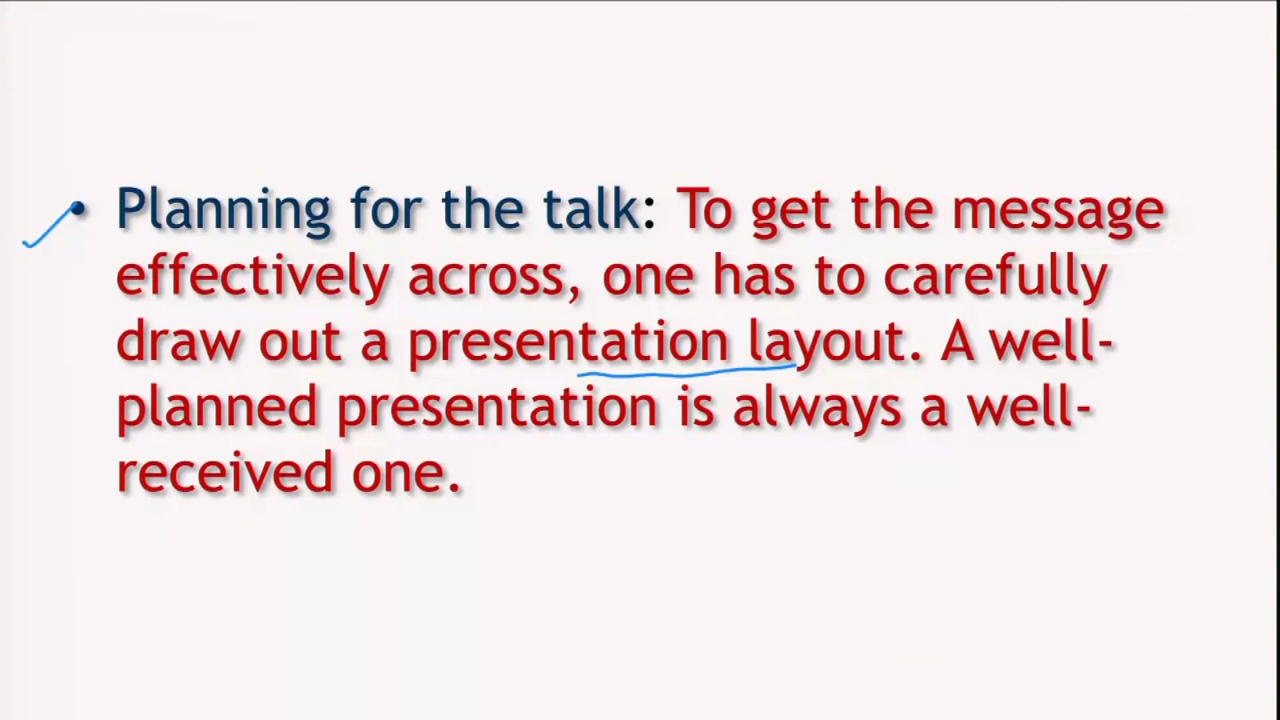 • Planning for the talk: To get the message
effectively across, one has to carefully
draw out a presentation layout. A well-
planned presentation is always a well-
received one.